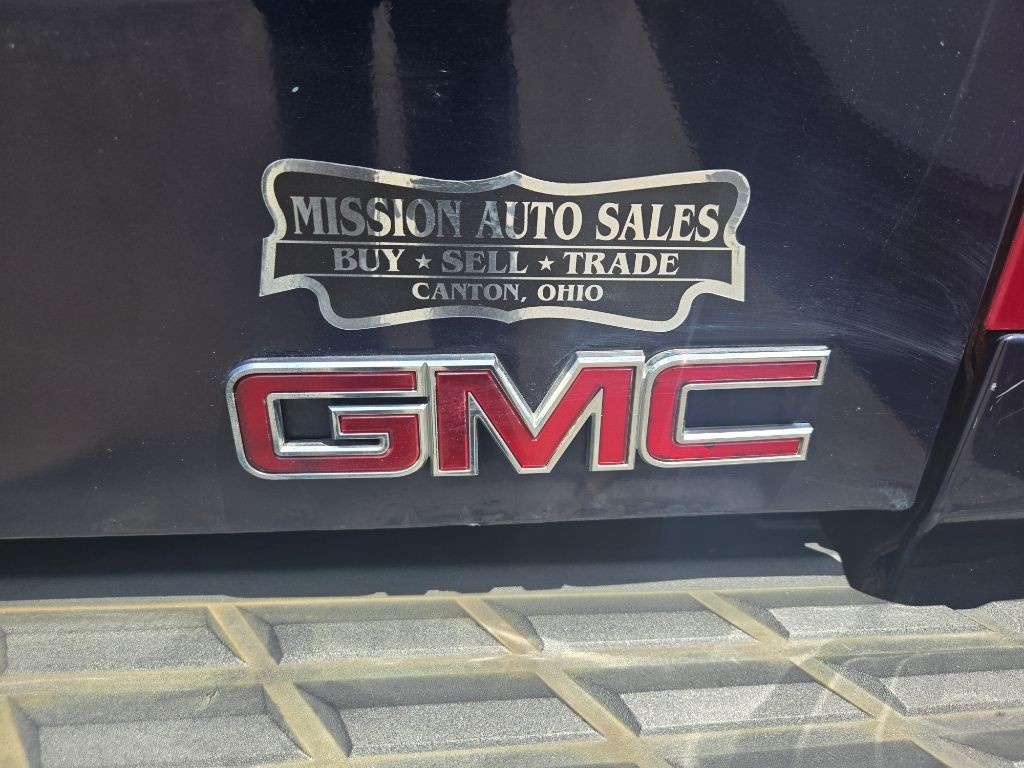 MISSION AUTO SALES
BUY ★ SELL ★ TRADE
CANTON, OHIO
GMC